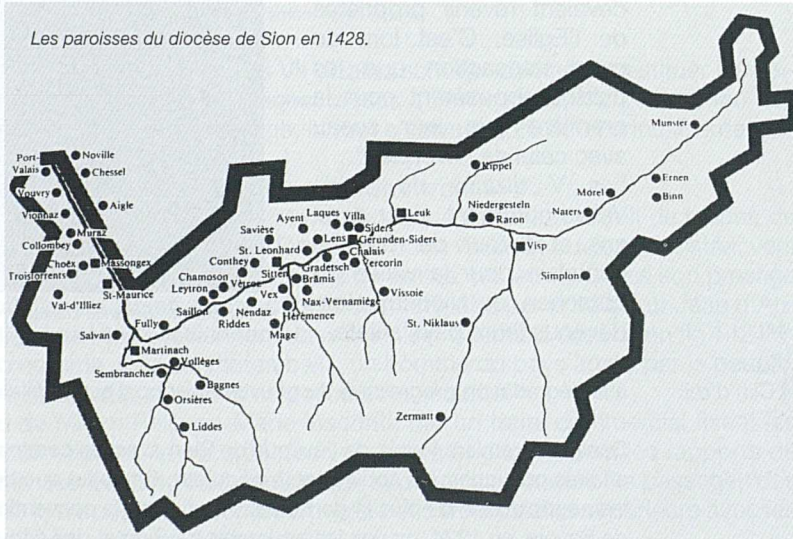 Les paroisses du diocèse de Sion en 1428.
Port-
Valais
Noville
Chessel
Vouvry
Aigle
Vionnaz
Muraz
Collombey
Choëx
Massongex
Troistorrents
St-Maurice
Val-d'Illiez
Salvan
Fully
Martinach
Sembrancher
Vollèges
Bagnes
Orsières
Liddes
Saillon
Leytron
Chamoson
Riddes
Conthey
Vétroz
Nendaz
Savièse
Sitten
Vex
Hérémence
Mage
Ayent
St. Leonhard
Lens
Laques
Villa
Siders
Gerunden-Siders
Chalais
Gradetsch
Percorin
Brämis
Nax-Vernamiège
Vissoie
Leuk
Kippel
Niedergesteln
Raron
Visp
St. Niklaus
Zermatt
Simplon
Naters
Mörel
Binn
Ernen
Munster